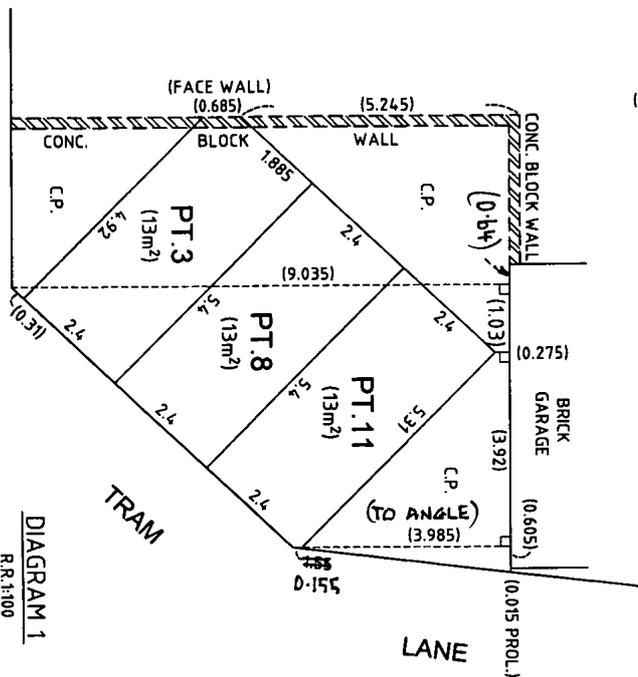 (FACE WALL)
(0.685)
(5.245)
CONC.
BLOCK
WALL
CONC. BLOCK WALL
C.P.
4.92
PT.3
(13m²)
1.885
C.P.
2.4
(0.64)
(9.035)
(0.31)
2.4
5.4
PT.8
(13m²)
2.4
(1.03)
(0.275)
BRICK
GARAGE
2.4
5.4
PT.11
(13m²)
5.31
(3.92)
C.P.
(TO ANGLE)
(3.985)
(0.605)
2.4
1.55
0.155
(0.015 PROL.)
TRAM
LANE
DIAGRAM 1
R.R.1:100